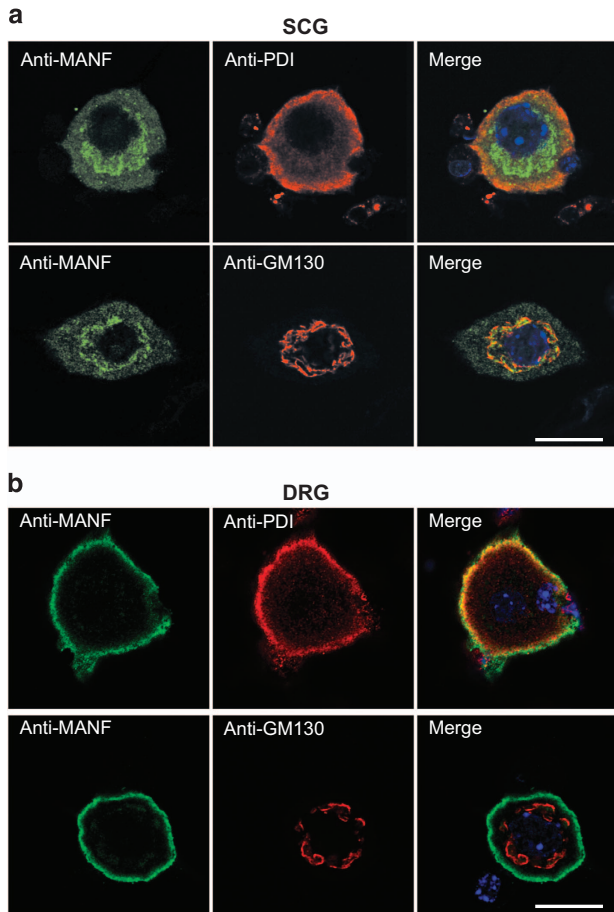 a
SCG
Anti-MANF Anti-PDI Merge
Anti-MANF Anti-GM130 Merge
b
DRG
Anti-MANF Anti-PDI Merge
Anti-MANF Anti-GM130 Merge